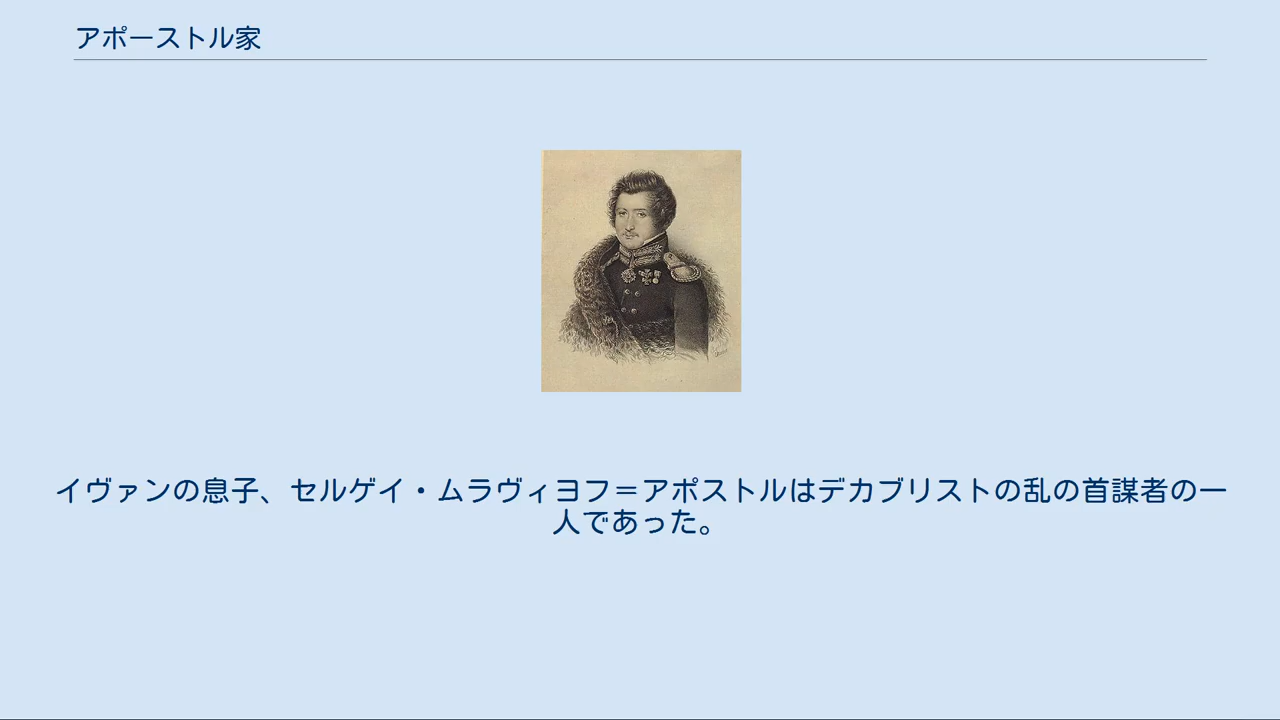 アポーストル家
イヴァンの息子、セルゲイ・ムラヴィヨフ＝アポストルはデカブリストの乱の首謀者の一
人であった。